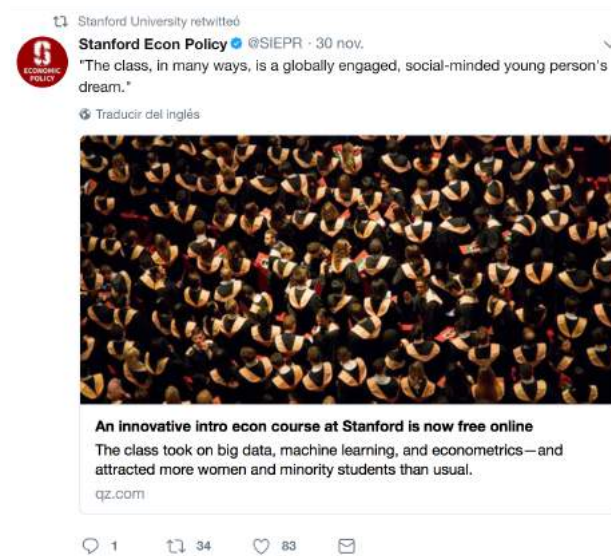 Stanford University retwitteó
Stanford Econ Policy @SIEPR · 30 nov.
"The class, in many ways, is a globally engaged, social-minded young person's
dream."
Traducir del inglés
S
ECONOMIC
POLICY
An innovative intro econ course at Stanford is now free online
The class took on big data, machine learning, and econometrics—and
attracted more women and minority students than usual.
qz.com
1 34 83